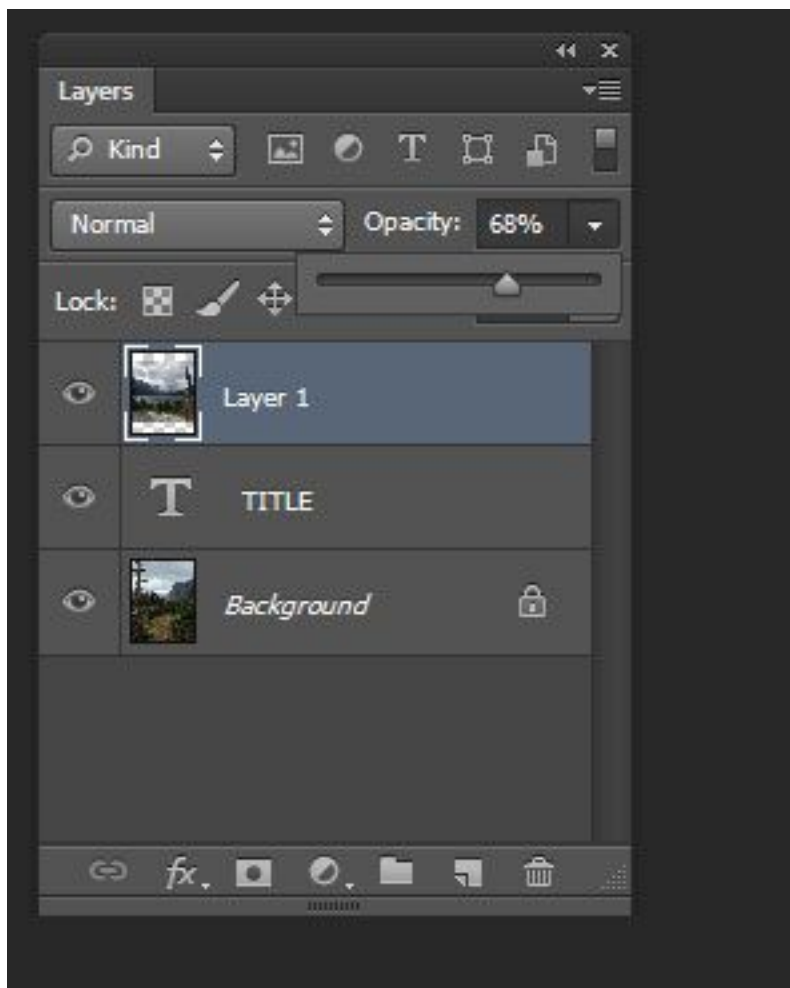 Layers
Kind T
Normal Opacity: 68%
Lock:
Layer 1
T TITLE
Background
fx.